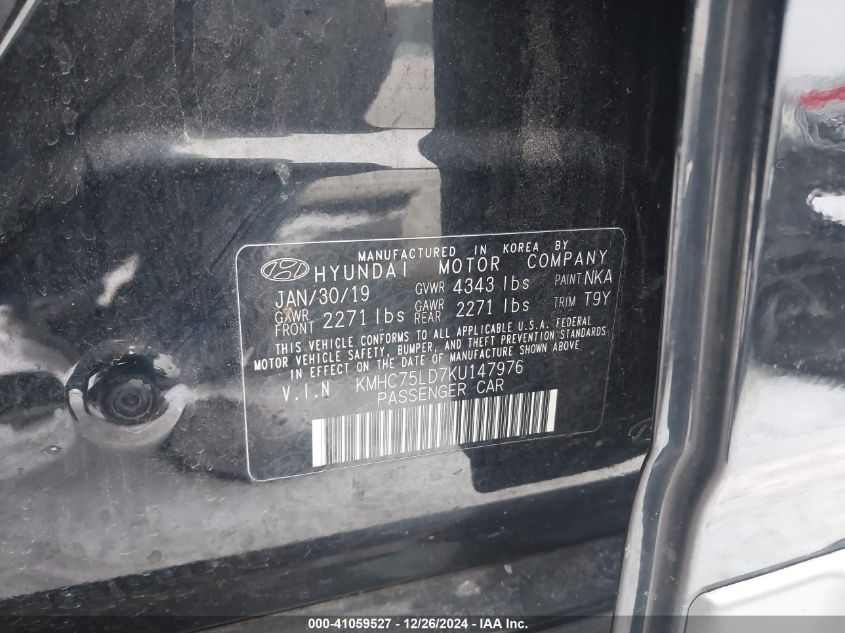 MANUFACTURED IN KOREA BY
HYUNDAI MOTOR COMPANY
JAN/30/19 GVWR 4343 lbs PAINT NKA
GAWR FRONT 2271 lbs GAWR REAR 2271 lbs TRIM T9Y
THIS VEHICLE CONFORMS TO ALL APPLICABLE U.S.A. FEDERAL
MOTOR VEHICLE SAFETY, BUMPER, AND THEFT PREVENTION STANDARDS
IN EFFECT ON THE DATE OF MANUFACTURE SHOWN ABOVE
V.I.N KMHC75LD7KU147976
PASSENGER CAR
000-41059527 - 12/26/2024 - IAA Inc.